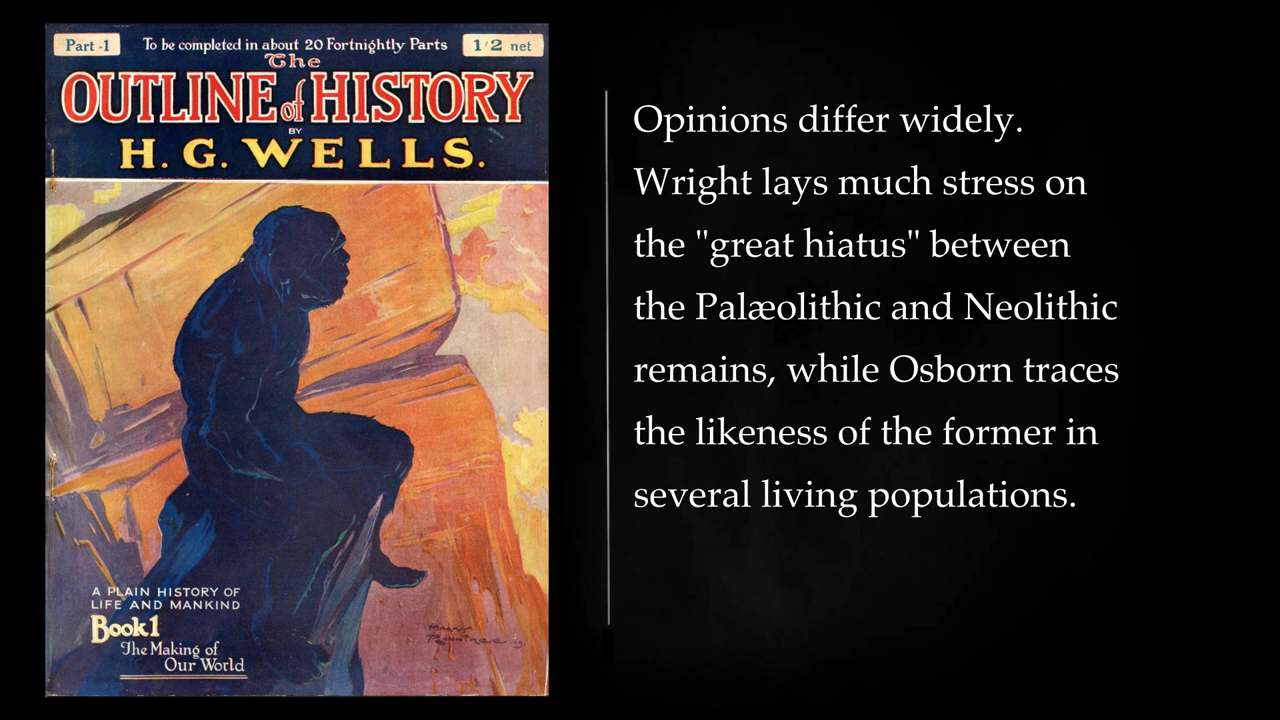 Part -1
To be completed in about 20 Fortnightly Parts
1/2 net
The
OUTLINE of HISTORY
BY
H. G. WELLS.
A PLAIN HISTORY OF
LIFE AND MANKIND
Book 1
The Making of
Our World
Opinions differ widely.
Wright lays much stress on
the "great hiatus" between
the Palæolithic and Neolithic
remains, while Osborn traces
the likeness of the former in
several living populations.